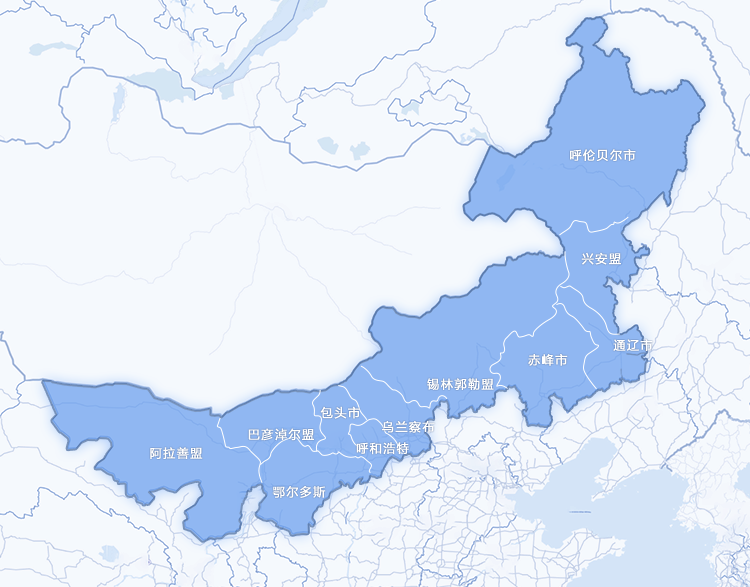 呼伦贝尔市
兴安盟
通辽市
赤峰市
锡林郭勒盟
包头市
乌兰察布
巴彦淖尔盟
呼和浩特
阿拉善盟
鄂尔多斯